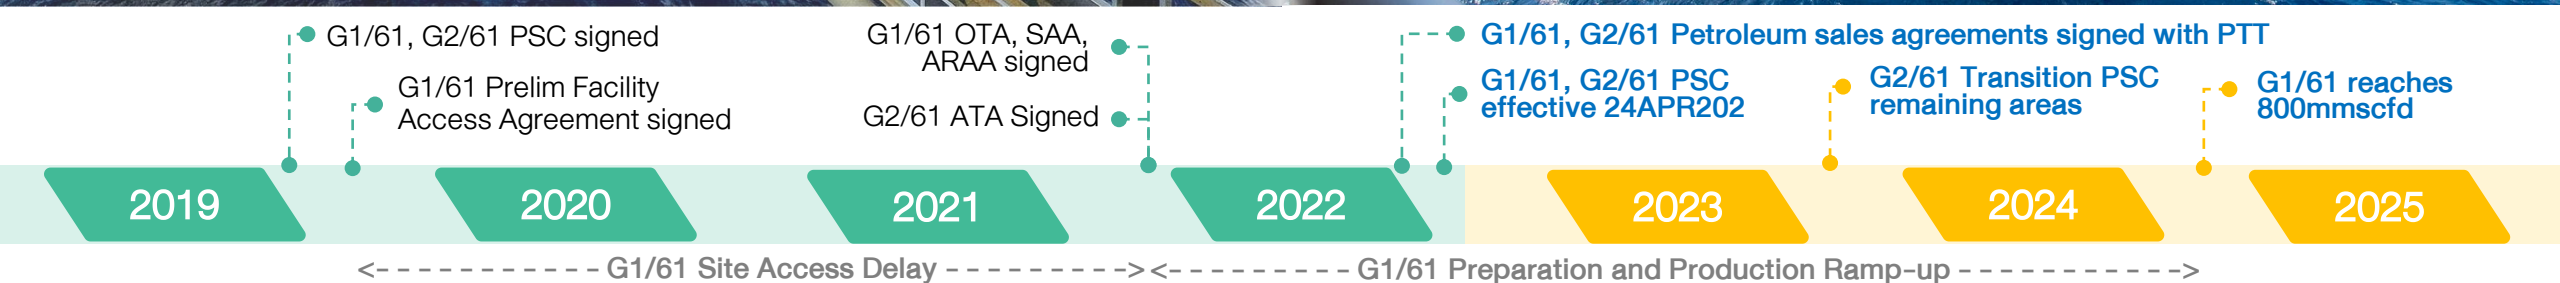 G1/61, G2/61 PSC signed
G1/61 Prelim Facility
Access Agreement signed
G1/61 OTA, SAA,
ARAA signed
G2/61 ATA Signed
G1/61, G2/61 Petroleum sales agreements signed with PTT
G1/61, G2/61 PSC
effective 24APR202
G2/61 Transition PSC
remaining areas
G1/61 reaches
800mmscfd
2019
2020
2021
2022
2023
2024
2025
<- - - - - - - - - - - G1/61 Site Access Delay - - - - - - - - ->
<- - - - - - - - - G1/61 Preparation and Production Ramp-up - - - - - - - - - - ->